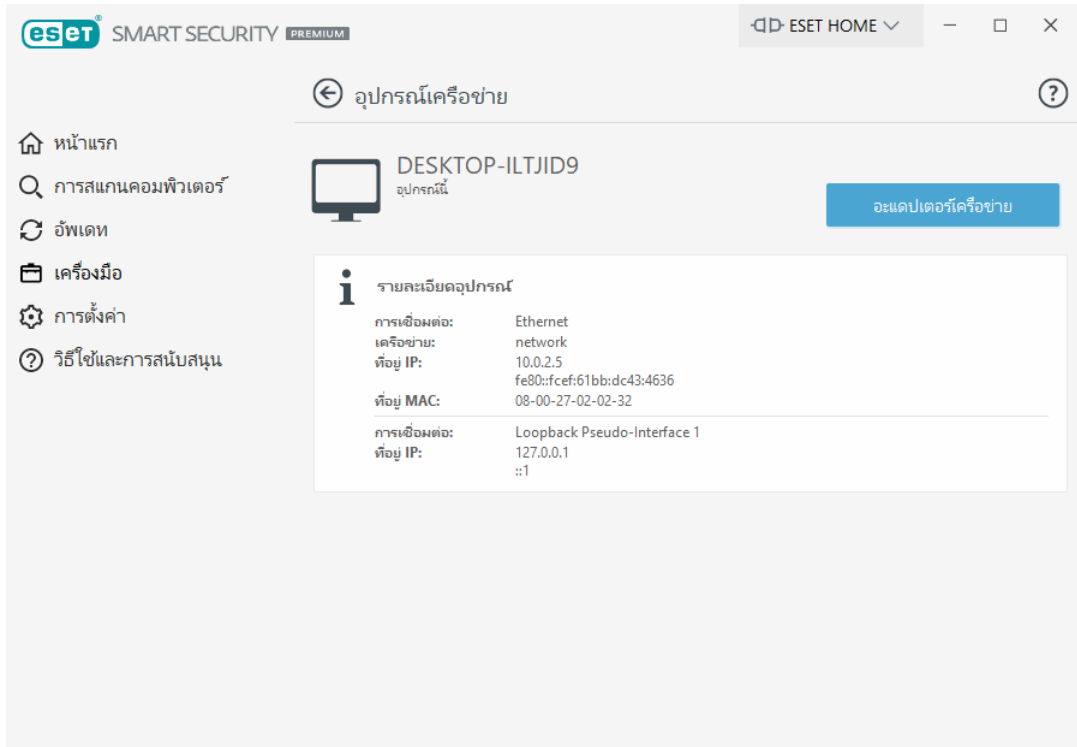 eset SMART SECURITY PREMIUM
ESET HOME
อุปกรณ์เครือข่าย
หน้าแรก
การสแกนคอมพิวเตอร์
อัพเดท
เครื่องมือ
การตั้งค่า
วิธีใช้และการสนับสนุน
DESKTOP-ILTJID9
อุปกรณ์นี้
อะแดปเตอร์เครือข่าย
รายละเอียดอุปกรณ์
การเชื่อมต่อ: Ethernet
เครือข่าย: network
ที่อยู่ IP: 10.0.2.5
fe80::fcef:61bb:dc43:4636
ที่อยู่ MAC: 08-00-27-02-02-32
การเชื่อมต่อ: Loopback Pseudo-Interface 1
ที่อยู่ IP: 127.0.0.1
::1